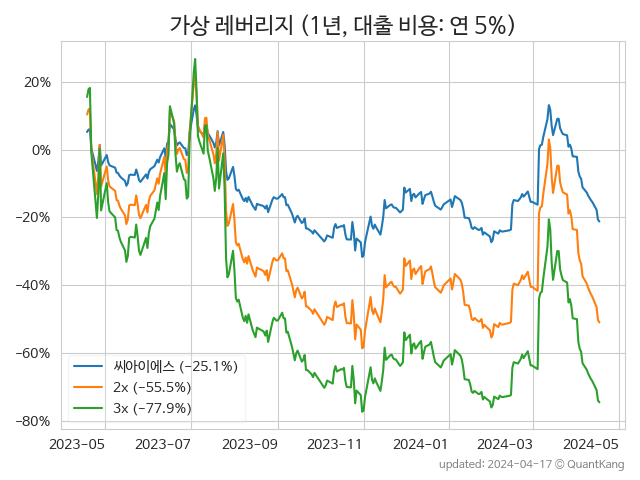 가상 레버리지 (1년, 대출 비용: 연 5%)
20%
0%
−20%
−40%
−60%
−80%
씨아이에스 (−25.1%)
2x (−55.5%)
3x (−77.9%)
2023-05 2023-07 2023-09 2023-11 2024-01 2024-03 2024-05
updated: 2024-04-17 © QuantKang